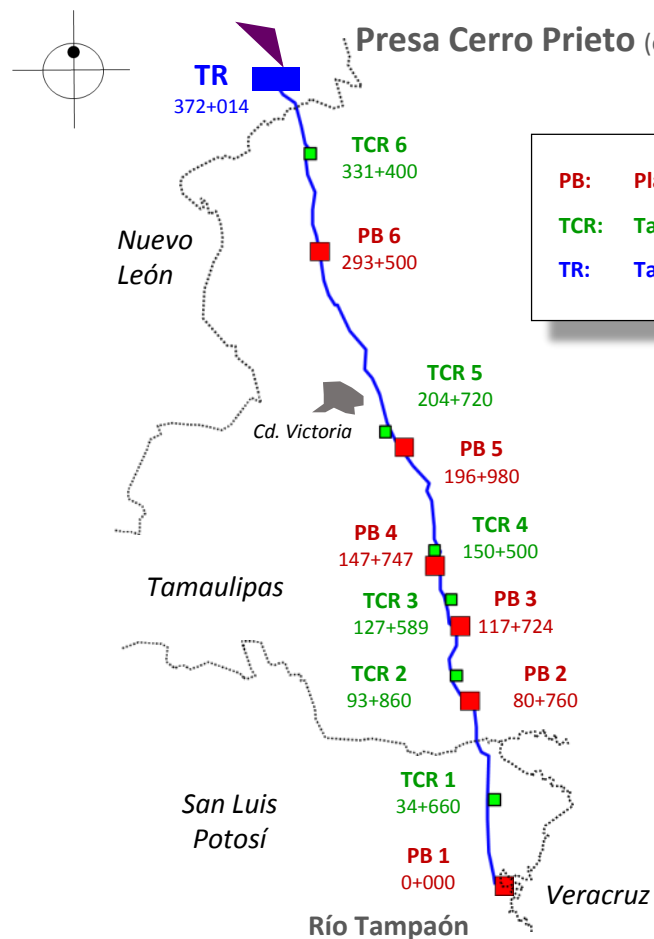 Presa Cerro Prieto
TR
372+014
TCR 6
331+400
PB:
TCR:
TR:
PB 6
293+500
Nuevo
León
TCR 5
204+720
Cd. Victoria
PB 5
196+980
TCR 4
150+500
PB 4
147+747
Tamaulipas
TCR 3
127+589
PB 3
117+724
TCR 2
93+860
PB 2
80+760
TCR 1
34+660
San Luis
Potosí
PB 1
0+000
Veracruz
Río Tampaón